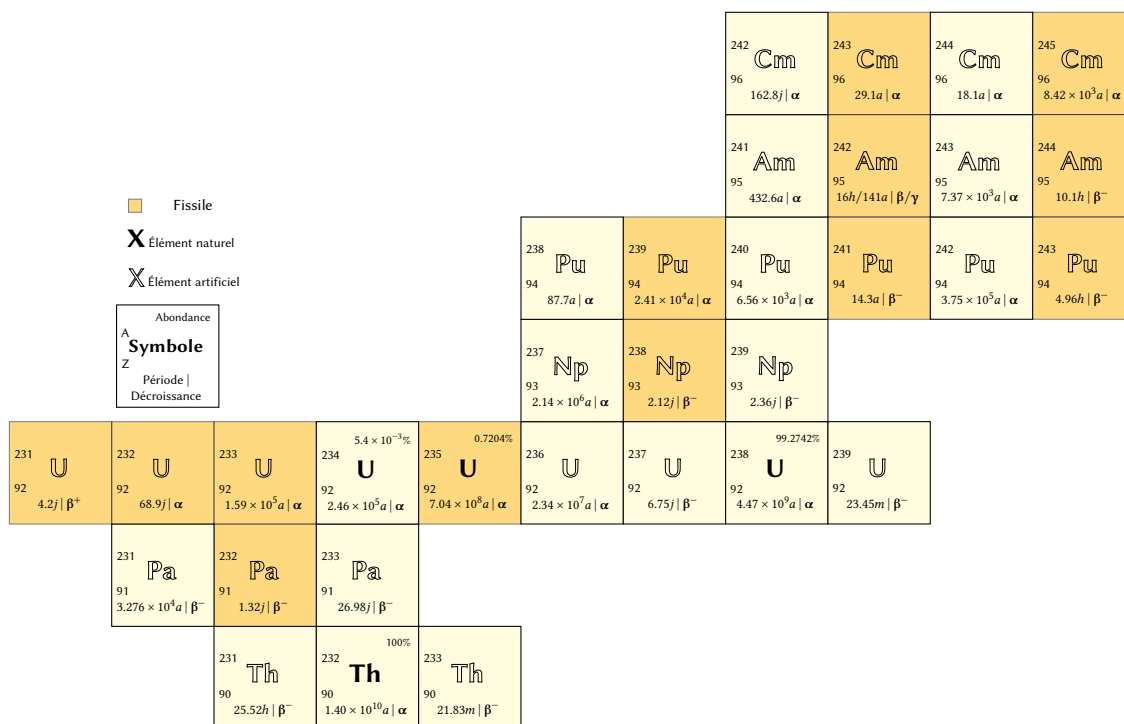 242 Cm 96 162.8j | α
243 Cm 96 29.1a | α
244 Cm 96 18.1a | α
245 Cm 96 8.42 × 10³a | α
241 Am 95 432.6a | α
242 Am 95 16h/141a | β/γ
243 Am 95 7.37 × 10³a | α
244 Am 95 10.1h | β⁻
Fissile
X Élément naturel
X Élément artificiel
Abondance
A
Symbole
Z
Période |
Décroissance
238 Pu 94 87.7a | α
239 Pu 94 2.41 × 10⁴a | α
240 Pu 94 6.56 × 10³a | α
241 Pu 94 14.3a | β⁻
242 Pu 94 3.75 × 10⁵a | α
243 Pu 94 4.96h | β⁻
237 Np 93 2.14 × 10⁶a | α
238 Np 93 2.12j | β⁻
239 Np 93 2.36j | β⁻
231 U 92 4.2j | β⁺
232 U 92 68.9j | α
233 U 92 1.59 × 10⁵a | α
5.4 × 10⁻³% 234 U 92 2.46 × 10⁵a | α
0.7204% 235 U 92 7.04 × 10⁸a | α
236 U 92 2.34 × 10⁷a | α
237 U 92 6.75j | β⁻
99.2742% 238 U 92 4.47 × 10⁹a | α
239 U 92 23.45m | β⁻
231 Pa 91 3.276 × 10⁴a | β⁻
232 Pa 91 1.32j | β⁻
233 Pa 91 26.98j | β⁻
231 Th 90 25.52h | β⁻
100% 232 Th 90 1.40 × 10¹⁰a | α
233 Th 90 21.83m | β⁻